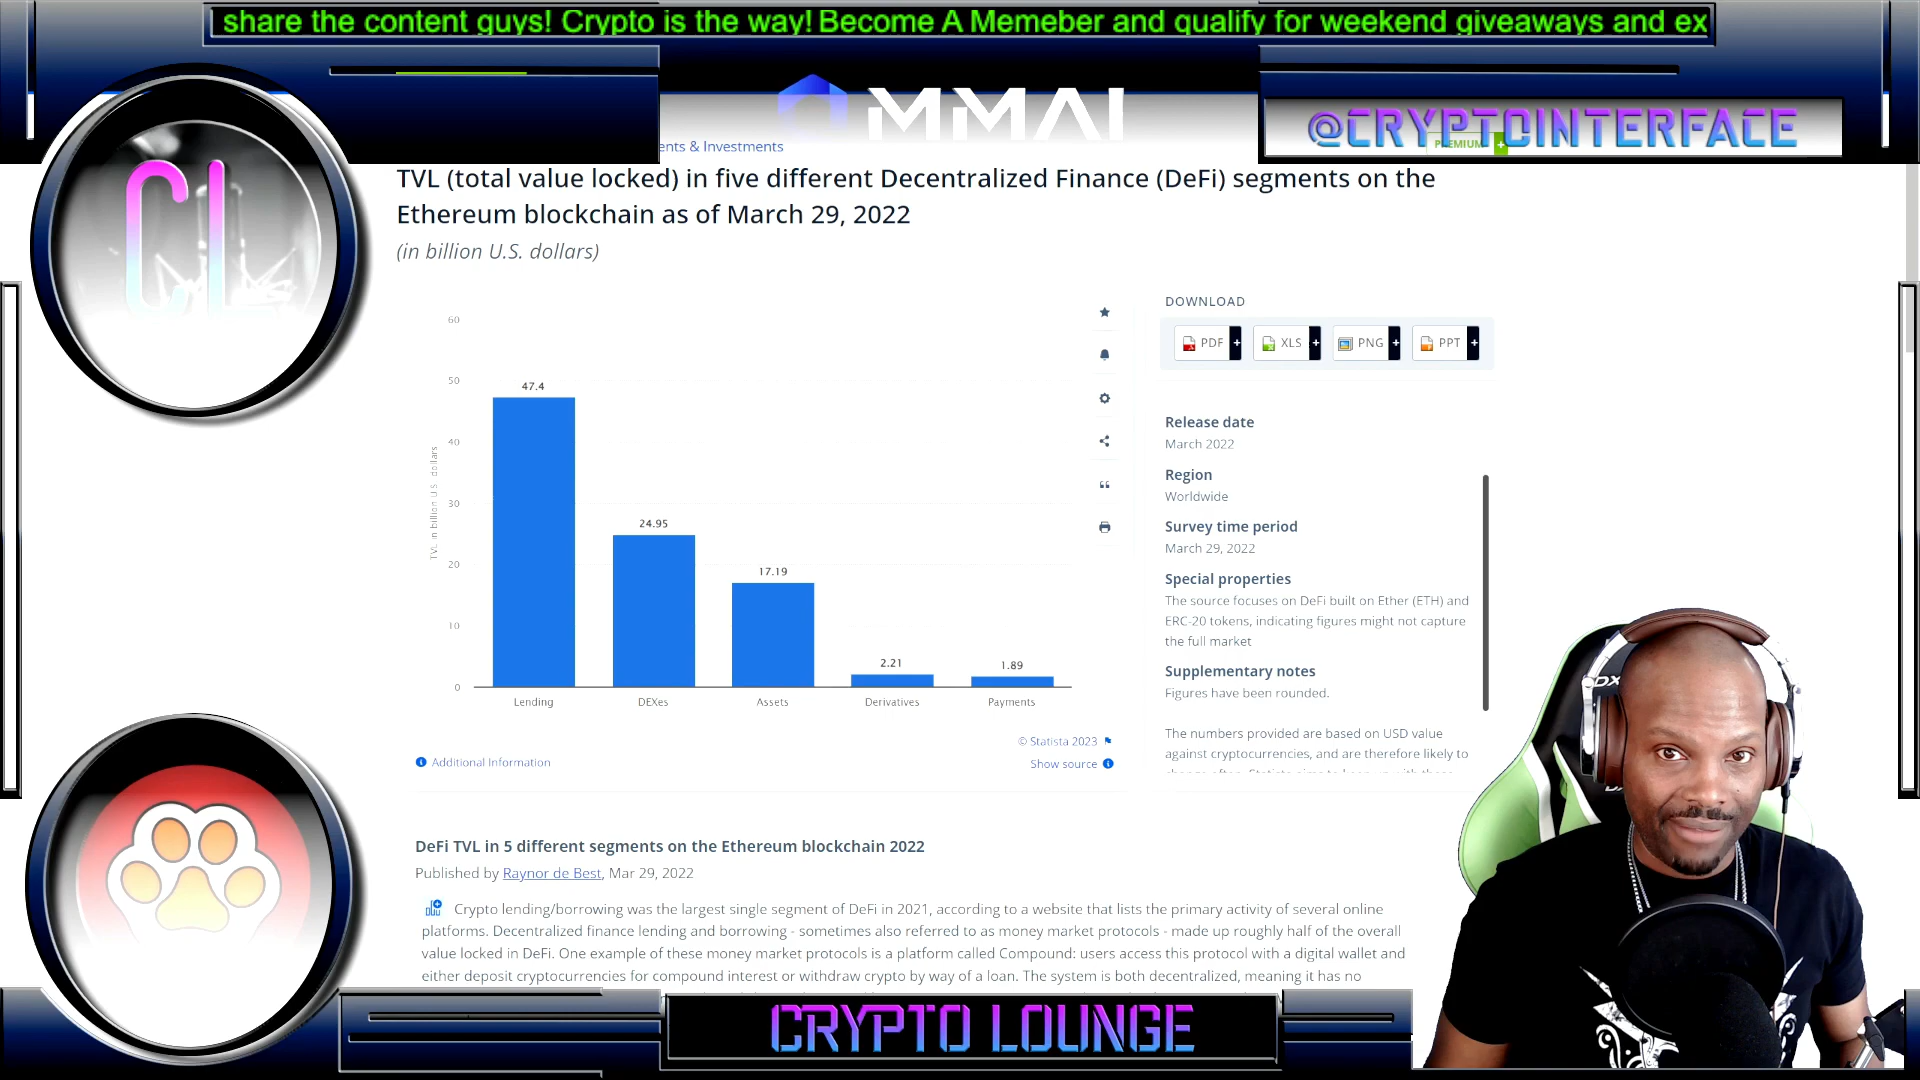 share the content guys! Crypto is the way! Become A Memeber and qualify for weekend giveaways and ex
MMAI
@CRYPTOINTERFACE
PREMIUM +
ents & Investments
CL
TVL (total value locked) in five different Decentralized Finance (DeFi) segments on the
Ethereum blockchain as of March 29, 2022
(in billion U.S. dollars)
DOWNLOAD
PDF + XLS + PNG + PPT +
60
50
40
30
20
10
0
TVL in billion U.S. dollars
47.4
24.95
17.19
2.21
1.89
Lending DEXes Assets Derivatives Payments
© Statista 2023
Additional Information
Show source
Release date
March 2022
Region
Worldwide
Survey time period
March 29, 2022
Special properties
The source focuses on DeFi built on Ether (ETH) and
ERC-20 tokens, indicating figures might not capture
the full market
Supplementary notes
Figures have been rounded.
The numbers provided are based on USD value
against cryptocurrencies, and are therefore likely to
DeFi TVL in 5 different segments on the Ethereum blockchain 2022
Published by Raynor de Best, Mar 29, 2022
Crypto lending/borrowing was the largest single segment of DeFi in 2021, according to a website that lists the primary activity of several online
platforms. Decentralized finance lending and borrowing - sometimes also referred to as money market protocols - made up roughly half of the overall
value locked in DeFi. One example of these money market protocols is a platform called Compound: users access this protocol with a digital wallet and
either deposit cryptocurrencies for compound interest or withdraw crypto by way of a loan. The system is both decentralized, meaning it has no
CRYPTO LOUNGE